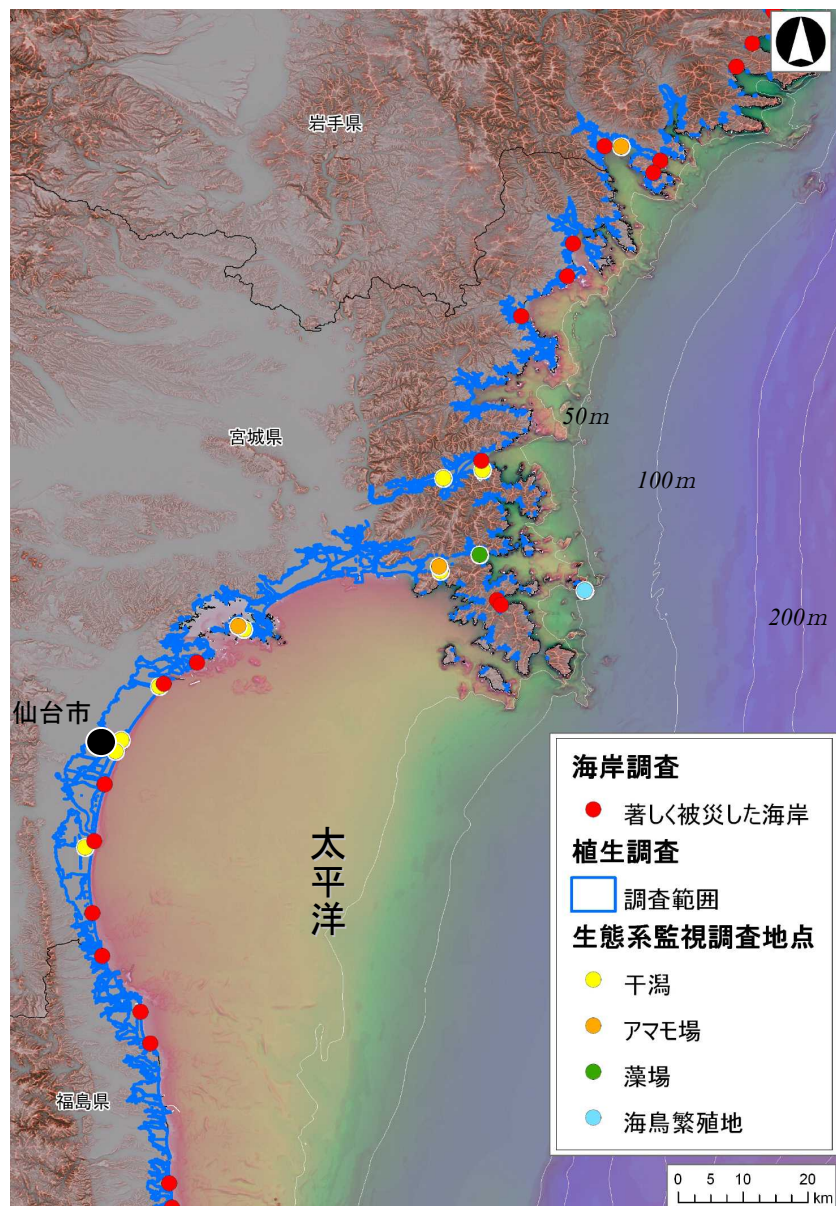 岩手県
宮城県
50m
100m
200m
仙台市
太平洋
福島県
海岸調査
著しく被災した海岸
植生調査
調査範囲
生態系監視調査地点
干潟
アマモ場
藻場
海鳥繁殖地
0 5 10 20
km